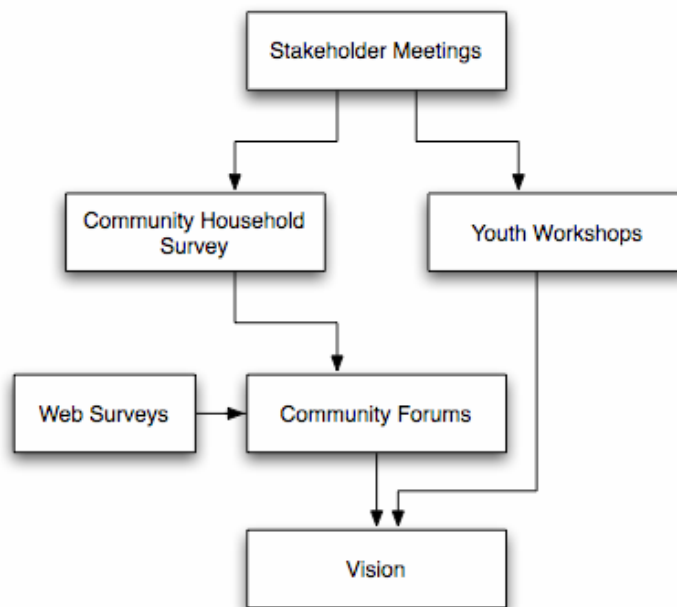 Stakeholder Meetings
Community Household
Survey
Youth Workshops
Web Surveys
Community Forums
Vision